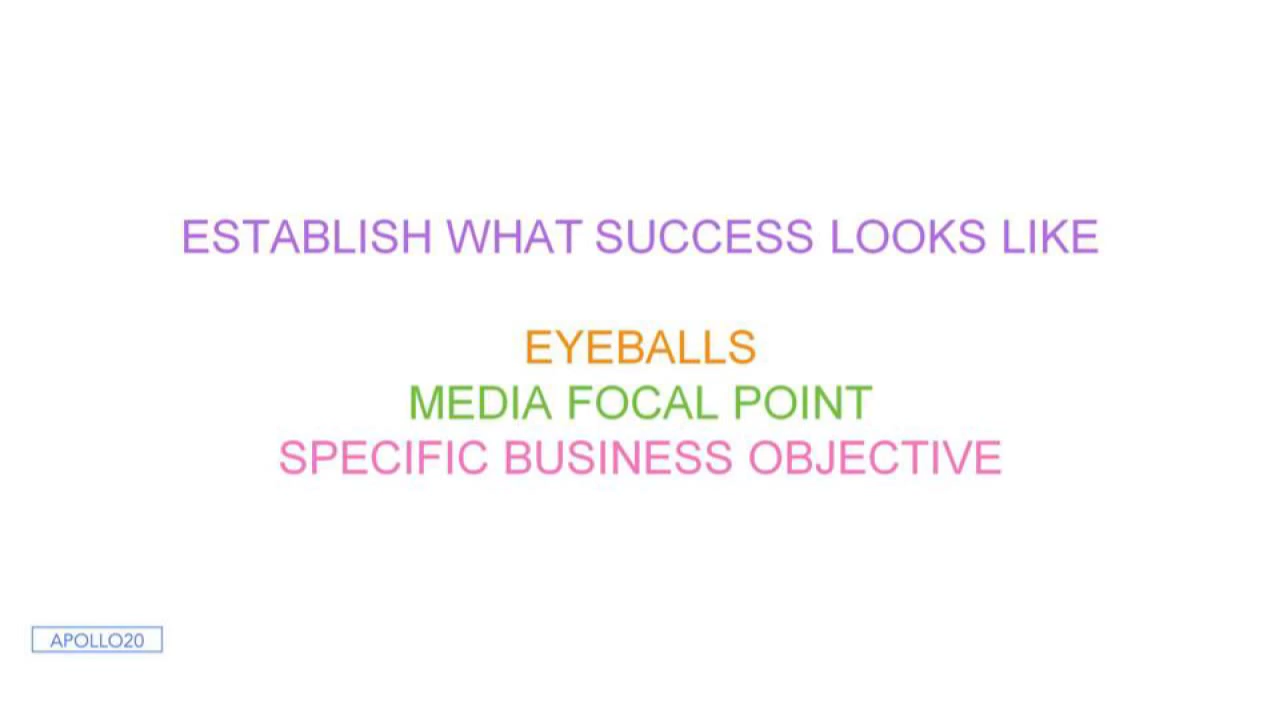 ESTABLISH WHAT SUCCESS LOOKS LIKE
EYEBALLS
MEDIA FOCAL POINT
SPECIFIC BUSINESS OBJECTIVE
APOLLO20